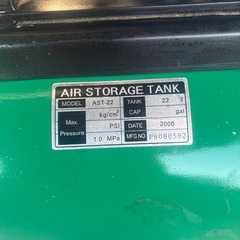 AIR STORAGE TANK
MODEL AST-22 TANK 22 ℓ
kg/cm² CAP gal
Max. PSI DATE 2006
Pressure 1.0 MPa MFG NO P8080592